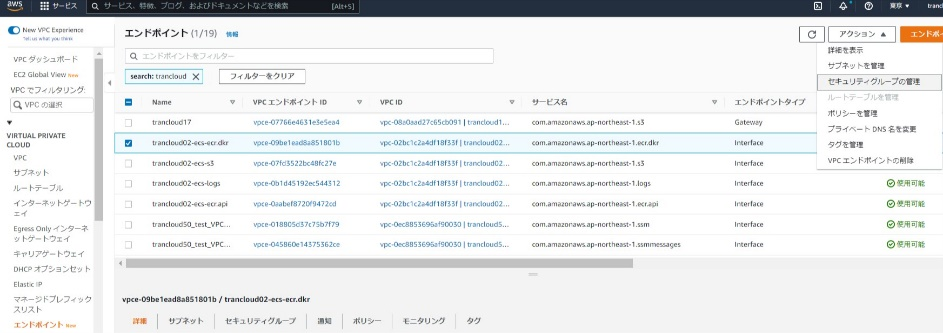 aws
サービス
サービス、特徴、ブログ、およびドキュメントなどを検索
[Alt+S]
東京
New VPC Experience
Tell us what you think
VPC ダッシュボード
EC2 Global View New
VPC でフィルタリング:
VPC の選択
VIRTUAL PRIVATE
CLOUD
VPC
サブネット
ルートテーブル
インターネットゲートウ
ェイ
Egress Only インターネ
ットゲートウェイ
キャリアゲートウェイ
DHCP オプションセット
Elastic IP
マネージドプレフィック
スリスト
エンドポイント New
エンドポイント (1/19) 情報
アクション
エンドポ
エンドポイントをフィルター
search: trancloud
フィルターをクリア
詳細を表示
サブネットを管理
セキュリティグループの管理
ルートテーブルを管理
ポリシーを管理
プライベート DNS 名を変更
タグを管理
VPC エンドポイントの削除
Name VPC エンドポイント ID VPC ID サービス名 エンドポイントタイプ
trancloud17 vpce-07766e4631e3e5ea4 vpc-08a0aad27c65cb091 | trancloud1... com.amazonaws.ap-northeast-1.s3 Gateway
trancloud02-ecs-ecr.dkr vpce-09be1ead8a851801b vpc-02bc1c2a4df18f33f | trancloud02... com.amazonaws.ap-northeast-1.ecr.dkr Interface
trancloud02-ecs-s3 vpce-07fd3522bc48fc27e vpc-02bc1c2a4df18f33f | trancloud02... com.amazonaws.ap-northeast-1.s3 Interface
trancloud02-ecs-logs vpce-0b1d45192ec544312 vpc-02bc1c2a4df18f33f | trancloud02... com.amazonaws.ap-northeast-1.logs Interface 使用可能
trancloud02-ecs-ecr.api vpce-0aabef8720f9472cd vpc-02bc1c2a4df18f33f | trancloud02... com.amazonaws.ap-northeast-1.ecr.api Interface 使用可能
trancloud50_test_VPC... vpce-018805d37c75b7f79 vpc-0ec8853696af90030 | trancloud5... com.amazonaws.ap-northeast-1.ssm Interface 使用可能
trancloud50_test_VPC... vpce-045860e14375362ce vpc-0ec8853696af90030 | trancloud5... com.amazonaws.ap-northeast-1.ssmmessages Interface 使用可能
vpce-09be1ead8a851801b / trancloud02-ecs-ecr.dkr
詳細 サブネット セキュリティグループ 通知 ポリシー モニタリング タグ